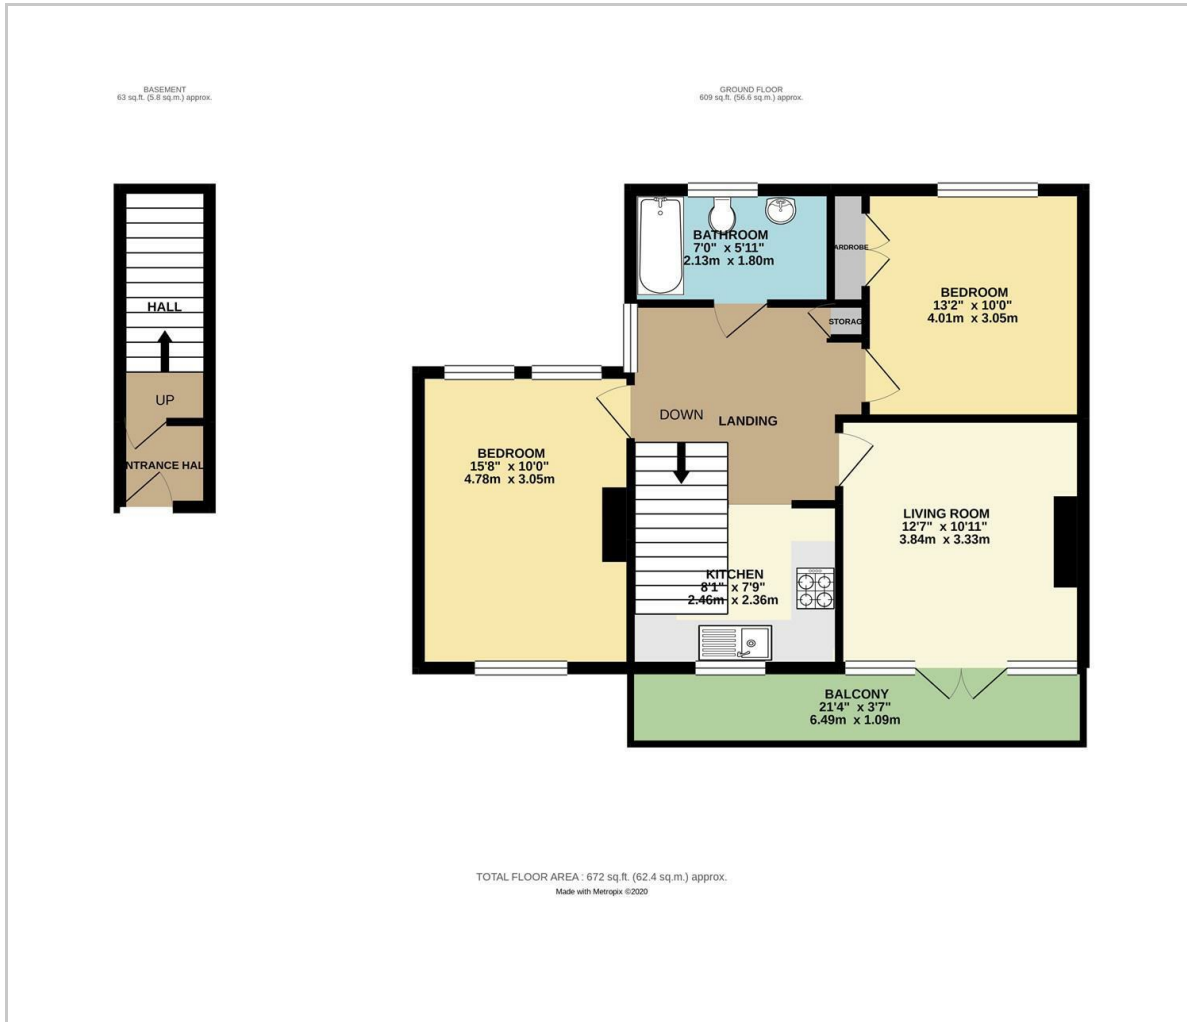 BASEMENT
63 sq.ft. (5.8 sq.m.) approx.
GROUND FLOOR
609 sq.ft. (56.6 sq.m.) approx.
HALL
UP
NTRANCE HAL
BATHROOM
7'0" x 5'11"
2.13m x 1.80m
ARDROBE
STORAG
BEDROOM
13'2" x 10'0"
4.01m x 3.05m
DOWN
LANDING
BEDROOM
15'8" x 10'0"
4.78m x 3.05m
LIVING ROOM
12'7" x 10'11"
3.84m x 3.33m
KITCHEN
8'1" x 7'9"
2.46m x 2.36m
BALCONY
21'4" x 3'7"
6.49m x 1.09m
TOTAL FLOOR AREA : 672 sq.ft. (62.4 sq.m.) approx.
Made with Metropix ©2020